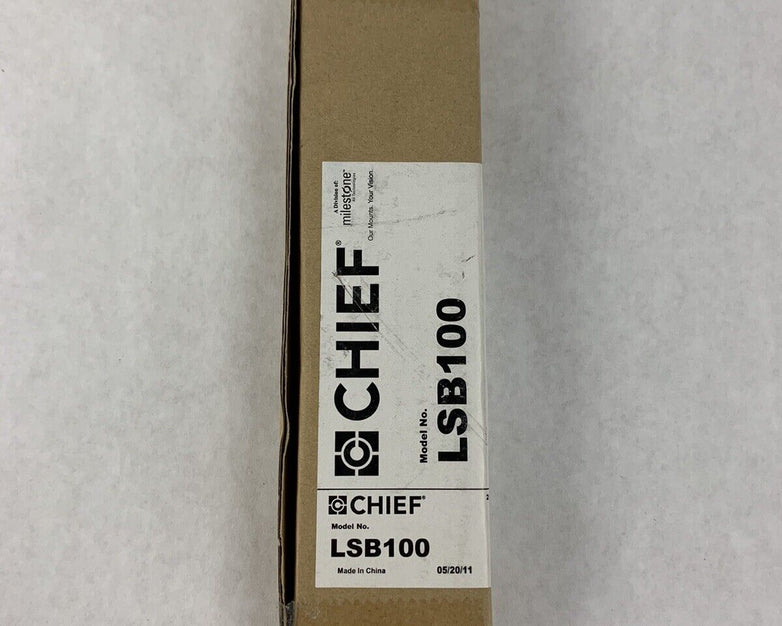 A Division of:
milestone
AV Technologies
Our Mounts. Your Vision.
CHIEF®
Model No.
LSB100
CHIEF®
Model No.
LSB100
Made In China
05/20/11